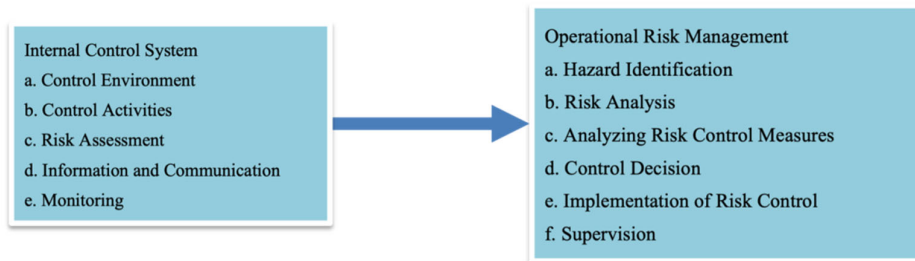 Internal Control System
a. Control Environment
b. Control Activities
c. Risk Assessment
d. Information and Communication
e. Monitoring
Operational Risk Management
a. Hazard Identification
b. Risk Analysis
c. Analyzing Risk Control Measures
d. Control Decision
e. Implementation of Risk Control
f. Supervision